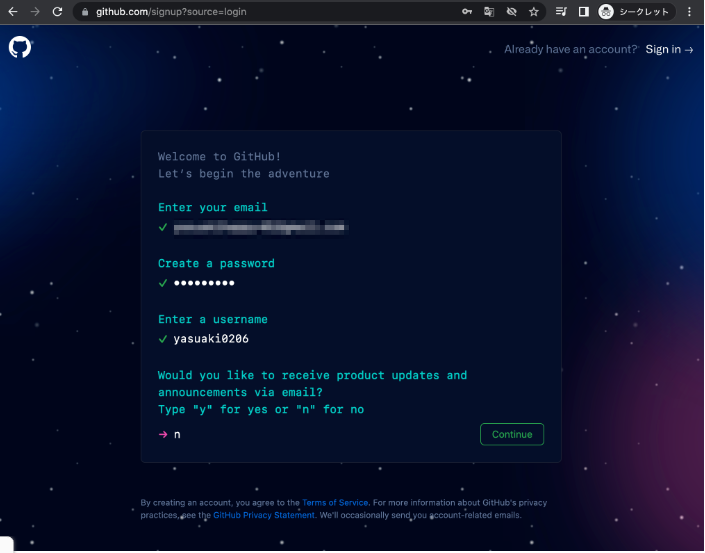 github.com/signup?source=login
シークレット
Already have an account? Sign in →
Welcome to GitHub!
Let's begin the adventure
Enter your email
Create a password
Enter a username
yasuaki0206
Would you like to receive product updates and
announcements via email?
Type "y" for yes or "n" for no
→ n
Continue
By creating an account, you agree to the Terms of Service. For more information about GitHub's privacy
practices, see the GitHub Privacy Statement. We'll occasionally send you account-related emails.